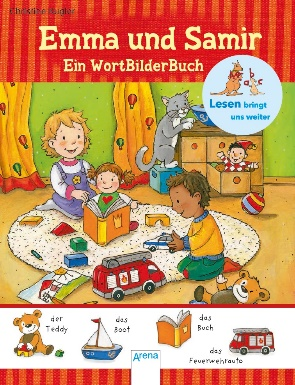 Emma und Samir
Ein WortBilderBuch
a b c
Lesen bringt
uns weiter
der
Teddy
das
Boot
das
Buch
das
Feuerwehrauto
Arena